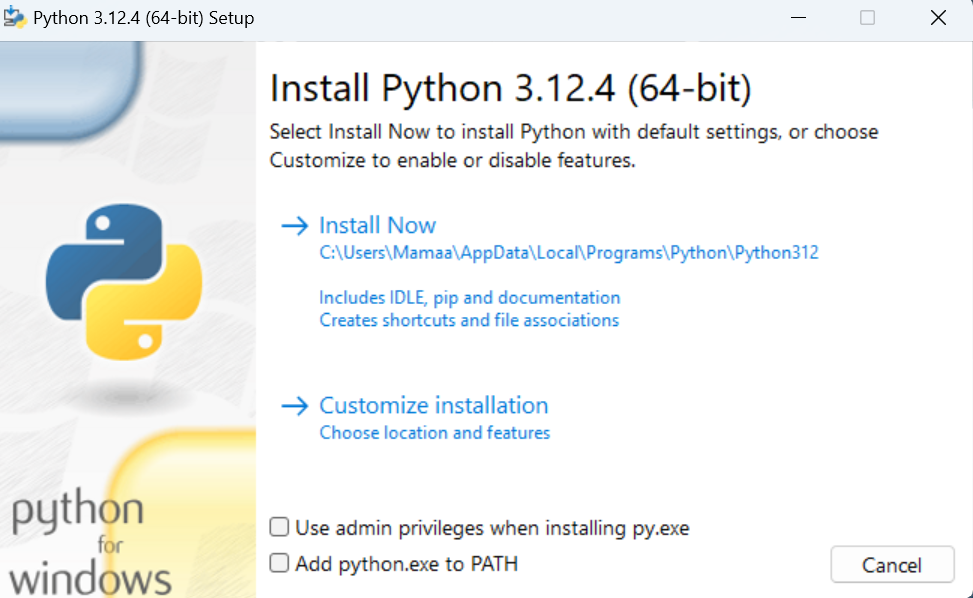 Python 3.12.4 (64-bit) Setup
Install Python 3.12.4 (64-bit)
Select Install Now to install Python with default settings, or choose
Customize to enable or disable features.
Install Now
C:\Users\Mamaa\AppData\Local\Programs\Python\Python312
Includes IDLE, pip and documentation
Creates shortcuts and file associations
Customize installation
Choose location and features
python
for
windows
Use admin privileges when installing py.exe
Add python.exe to PATH
Cancel